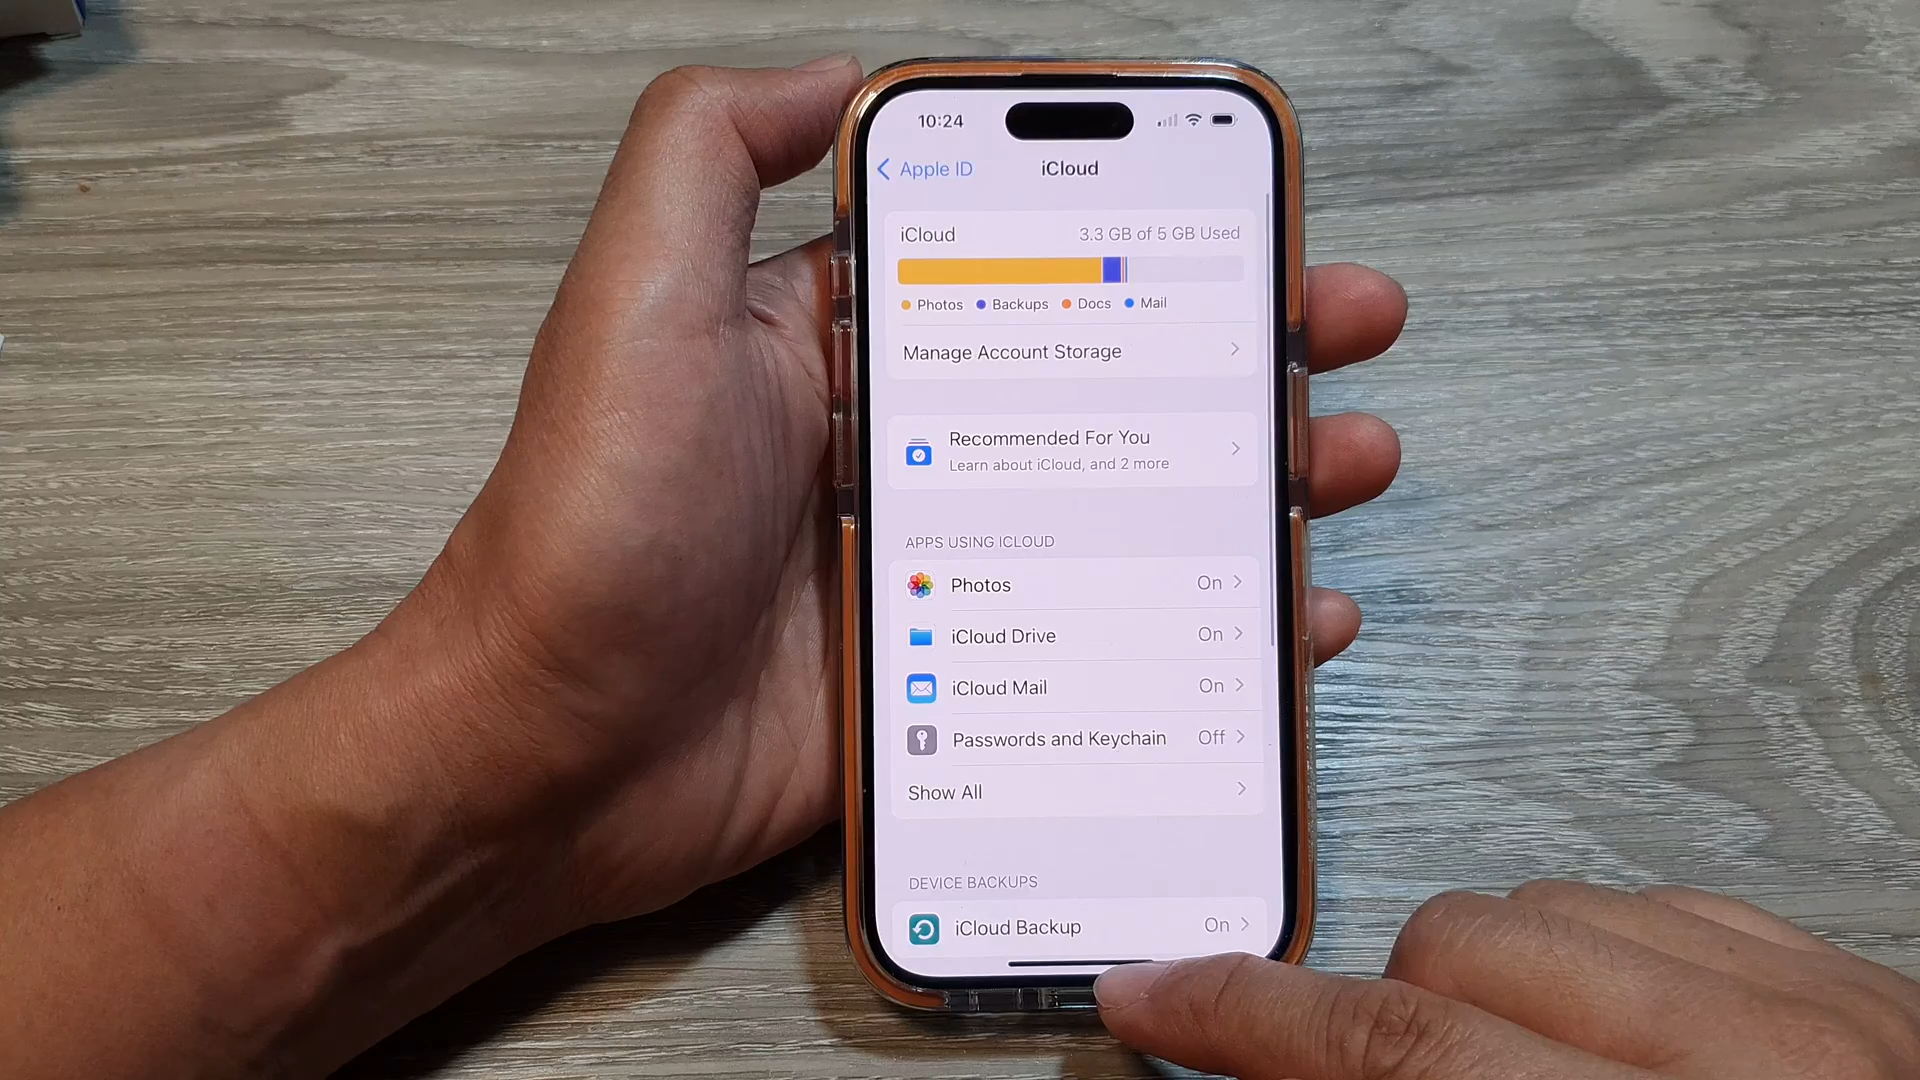 10:24
Apple ID
iCloud
iCloud 3.3 GB of 5 GB Used
Photos Backups Docs Mail
Manage Account Storage
Recommended For You
Learn about iCloud, and 2 more
APPS USING ICLOUD
Photos On
iCloud Drive On
iCloud Mail On
Passwords and Keychain Off
Show All
DEVICE BACKUPS
iCloud Backup On